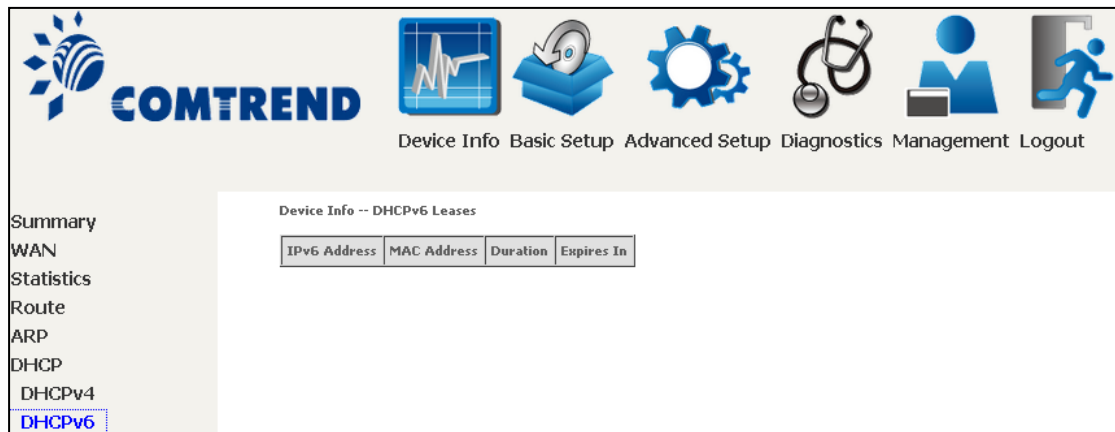 COMTREND
Device Info Basic Setup Advanced Setup Diagnostics Management Logout
Summary
WAN
Statistics
Route
ARP
DHCP
DHCPv4
DHCPv6
Device Info -- DHCPv6 Leases
IPv6 Address MAC Address Duration Expires In